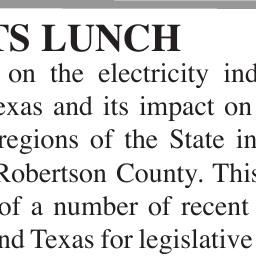 TS LUNCH
on the electricity ind
exas and its impact on
regions of the State in
Robertson County. This
of a number of recent
nd Texas for legislative